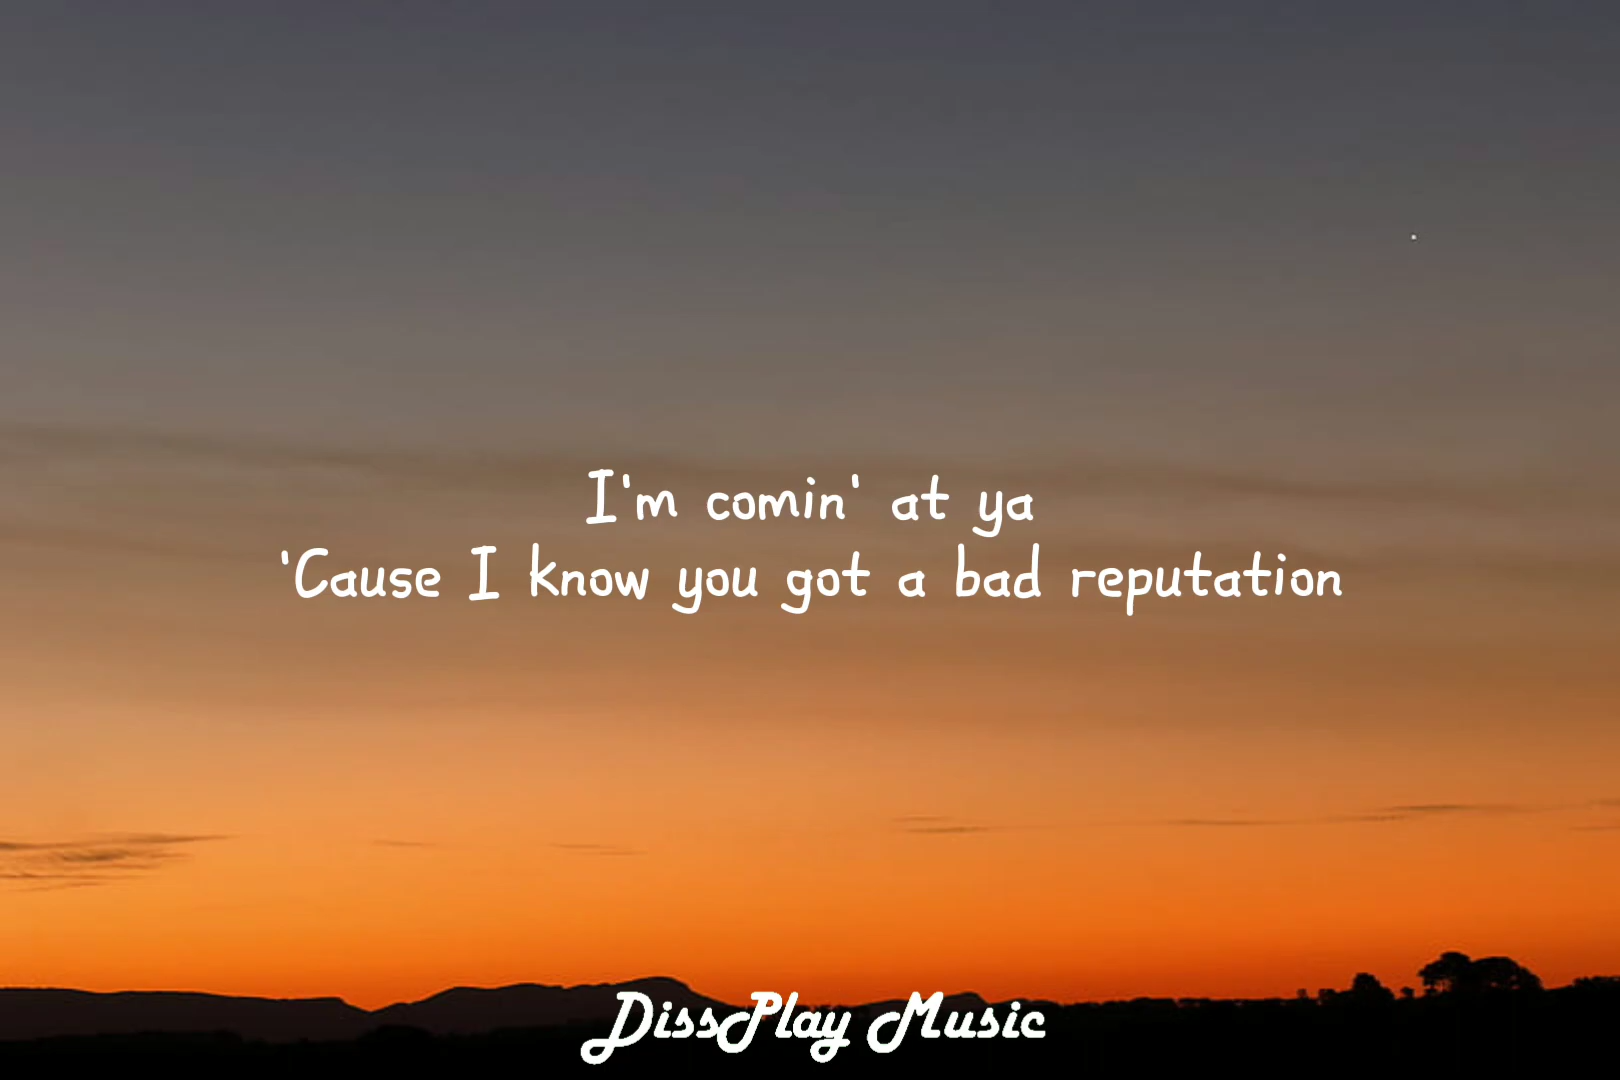 I'm comin' at ya
'Cause I know you got a bad reputation
DissPlay Music